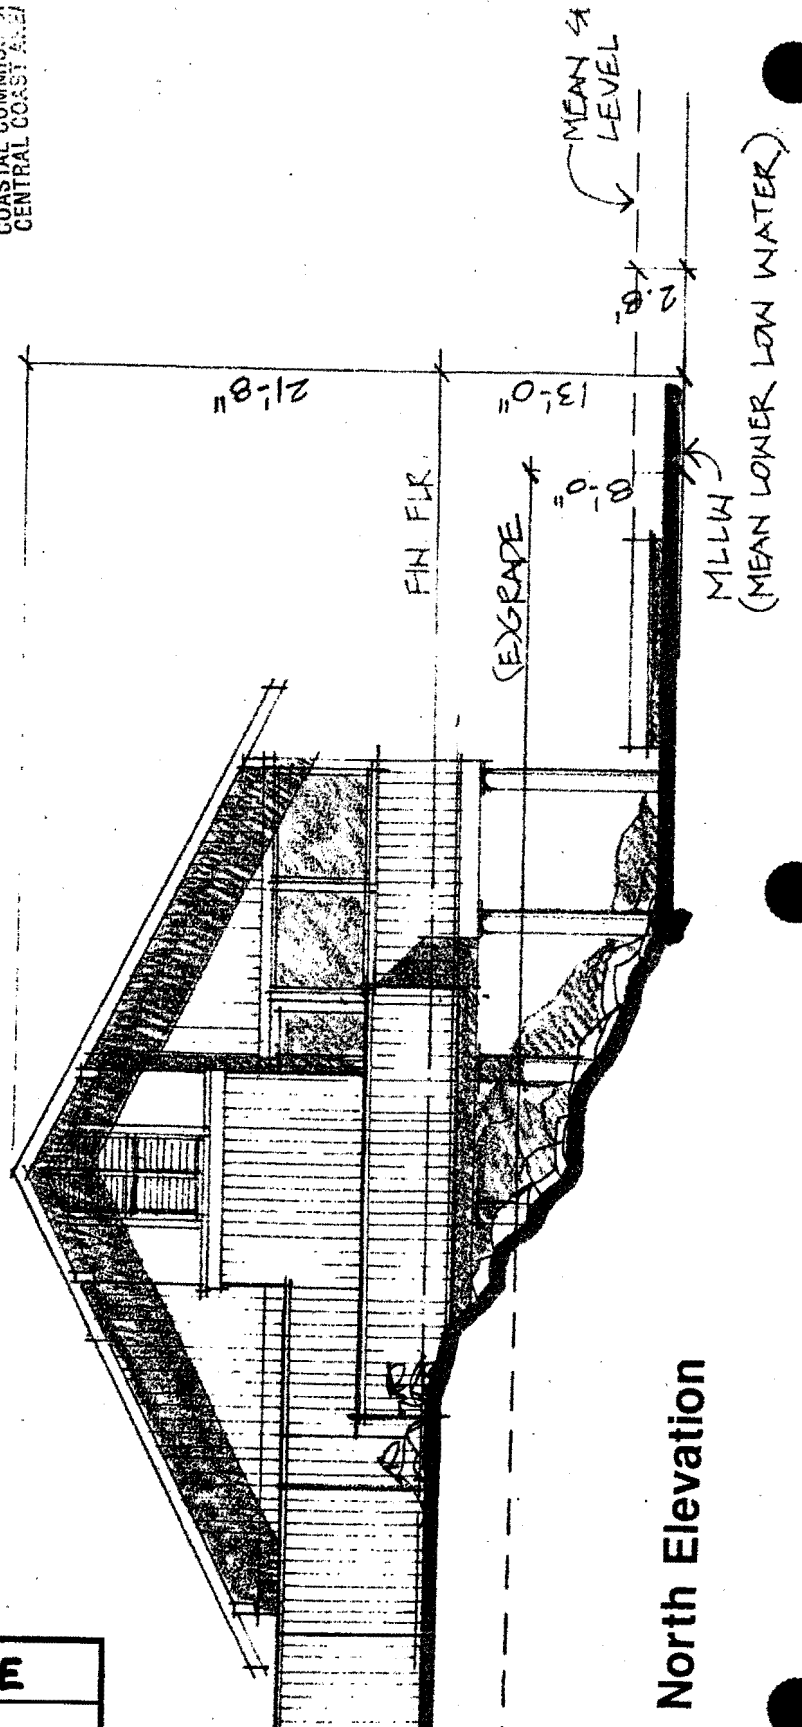 COASTAL COMMISSION
CENTRAL COAST AREA
MEAN
LEVEL
21'-8"
13'-0"
2'-8"
8'-0"
FIN FLR.
(E)GRADE
MLLW
(MEAN LOWER LOW WATER)
North Elevation
E